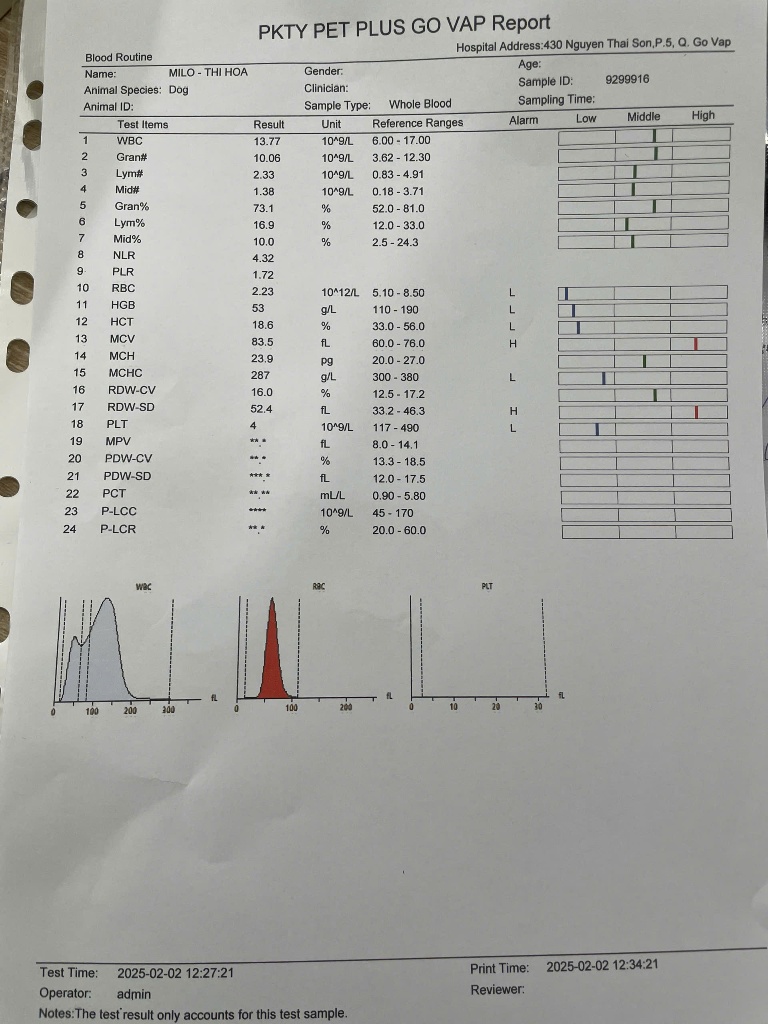 PKTY PET PLUS GO VAP Report
Hospital Address:430 Nguyen Thai Son,P.5, Q. Go Vap
Blood Routine
Name: MILO - THI HOA Gender: Age:
Animal Species: Dog Clinician: Sample ID: 9299916
Animal ID: Sample Type: Whole Blood Sampling Time:
Test Items Result Unit Reference Ranges Alarm Low Middle High
1 WBC 13.77 10^9/L 6.00 - 17.00
2 Gran# 10.06 10^9/L 3.62 - 12.30
3 Lym# 2.33 10^9/L 0.83 - 4.91
4 Mid# 1.38 10^9/L 0.18 - 3.71
5 Gran% 73.1 % 52.0 - 81.0
6 Lym% 16.9 % 12.0 - 33.0
7 Mid% 10.0 % 2.5 - 24.3
8 NLR 4.32
9 PLR 1.72
10 RBC 2.23 10^12/L 5.10 - 8.50 L
11 HGB 53 g/L 110 - 190 L
12 HCT 18.6 % 33.0 - 56.0 L
13 MCV 83.5 fL 60.0 - 76.0 H
14 MCH 23.9 pg 20.0 - 27.0
15 MCHC 287 g/L 300 - 380 L
16 RDW-CV 16.0 % 12.5 - 17.2
17 RDW-SD 52.4 fL 33.2 - 46.3 H
18 PLT 4 10^9/L 117 - 490 L
19 MPV **.* fL 8.0 - 14.1
20 PDW-CV **.* % 13.3 - 18.5
21 PDW-SD ***.* fL 12.0 - 17.5
22 PCT **.** mL/L 0.90 - 5.80
23 P-LCC **** 10^9/L 45 - 170
24 P-LCR **.* % 20.0 - 60.0
WBC RBC PLT
fL fL fL
0 100 200 300 0 100 200 0 10 20 30
Test Time: 2025-02-02 12:27:21 Print Time: 2025-02-02 12:34:21
Operator: admin Reviewer:
Notes:The test result only accounts for this test sample.